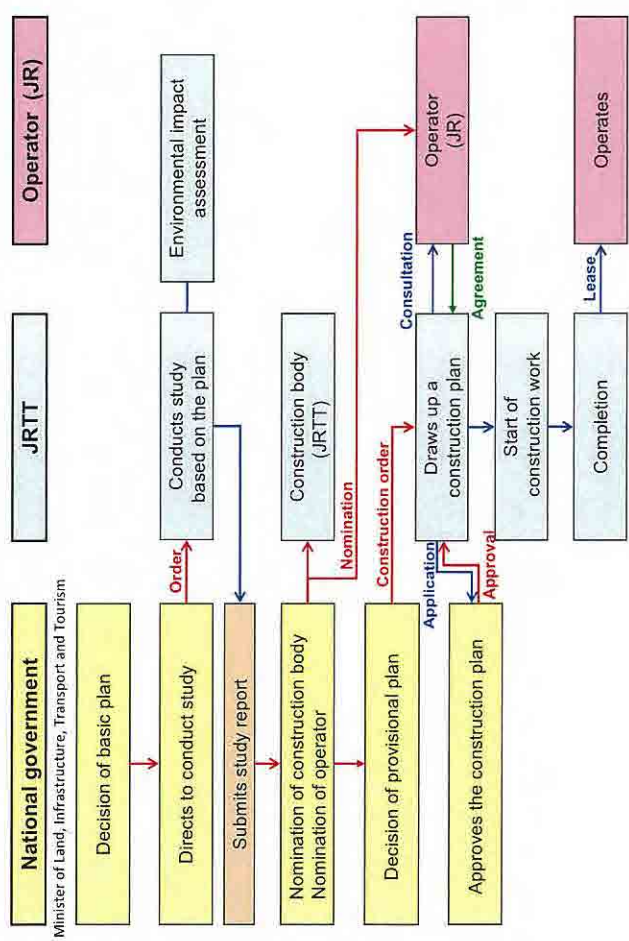 National government
JRTT
Operator (JR)
Minister of Land, Infrastructure, Transport and Tourism
Decision of basic plan
Directs to conduct study
Order
Conducts study
based on the plan
Environmental impact
assessment
Submits study report
Nomination of construction body
Nomination of operator
Construction body
(JRTT)
Nomination
Decision of provisional plan
Construction order
Draws up a
construction plan
Consultation
Agreement
Operator
(JR)
Application
Approval
Approves the construction plan
Start of
construction work
Completion
Lease
Operates